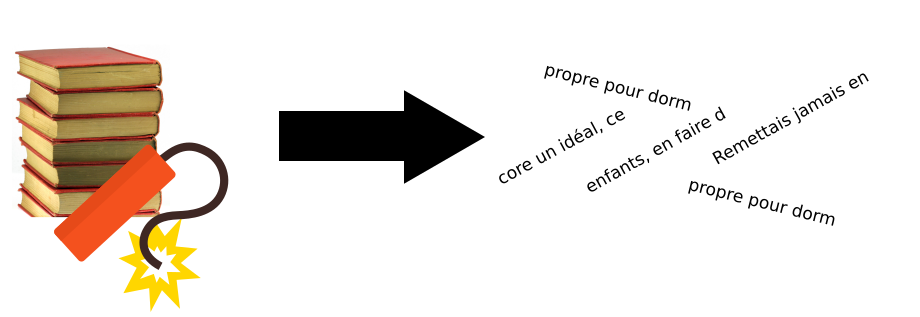 propre pour dorm
core un idéal, ce
enfants, en faire d
Remettais jamais en
propre pour dorm